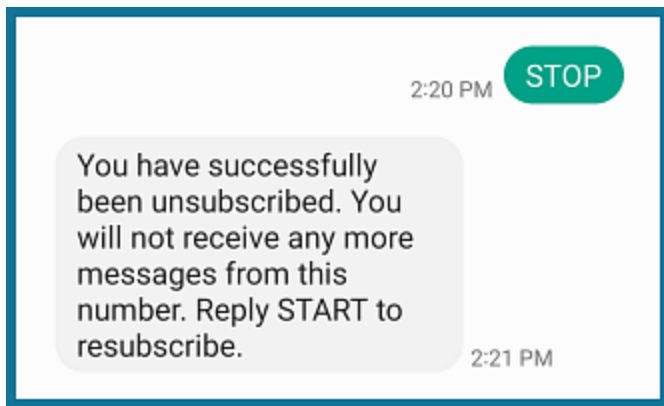 2:20 PM STOP
You have successfully
been unsubscribed. You
will not receive any more
messages from this
number. Reply START to
resubscribe.
2:21 PM